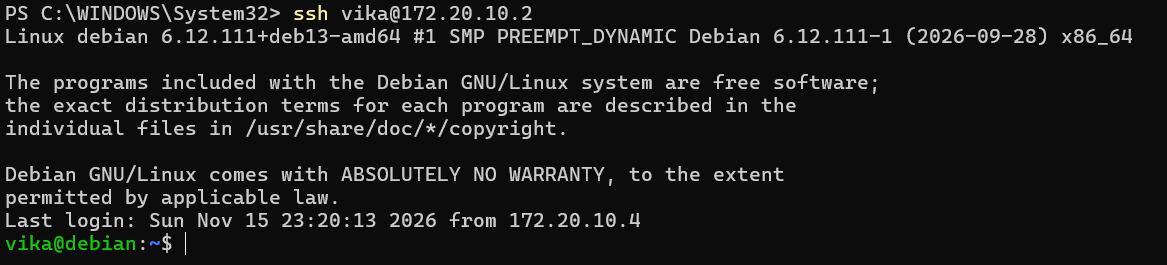 PS C:\WINDOWS\System32> ssh vika@172.20.10.2
Linux debian 6.12.111+deb13-amd64 #1 SMP PREEMPT_DYNAMIC Debian 6.12.111-1 (2026-09-28) x86_64
The programs included with the Debian GNU/Linux system are free software;
the exact distribution terms for each program are described in the
individual files in /usr/share/doc/*/copyright.
Debian GNU/Linux comes with ABSOLUTELY NO WARRANTY, to the extent
permitted by applicable law.
Last login: Sun Nov 15 23:20:13 2026 from 172.20.10.4
vika@debian:~$